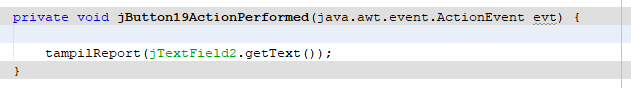 private void jButton19ActionPerformed(java.awt.event.ActionEvent evt) {
tampilReport(jTextField2.getText());
}